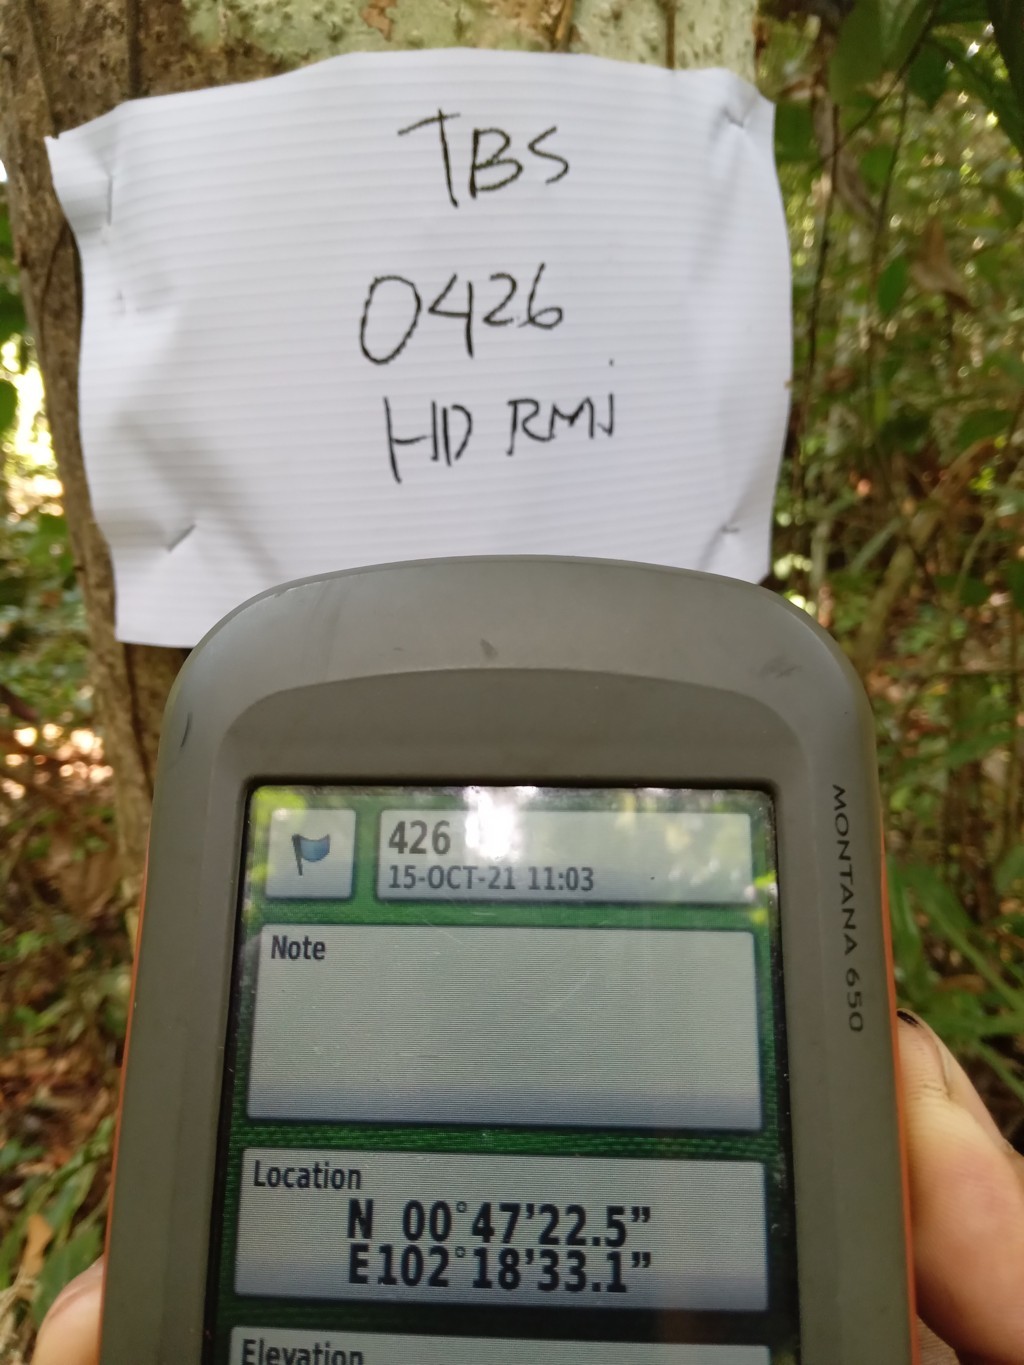 TBS
0426
HD RMJ
MONTANA 650
426
15-OCT-21 11:03
Note
Location
N 00°47'22.5"
E102°18'33.1"
Elevation